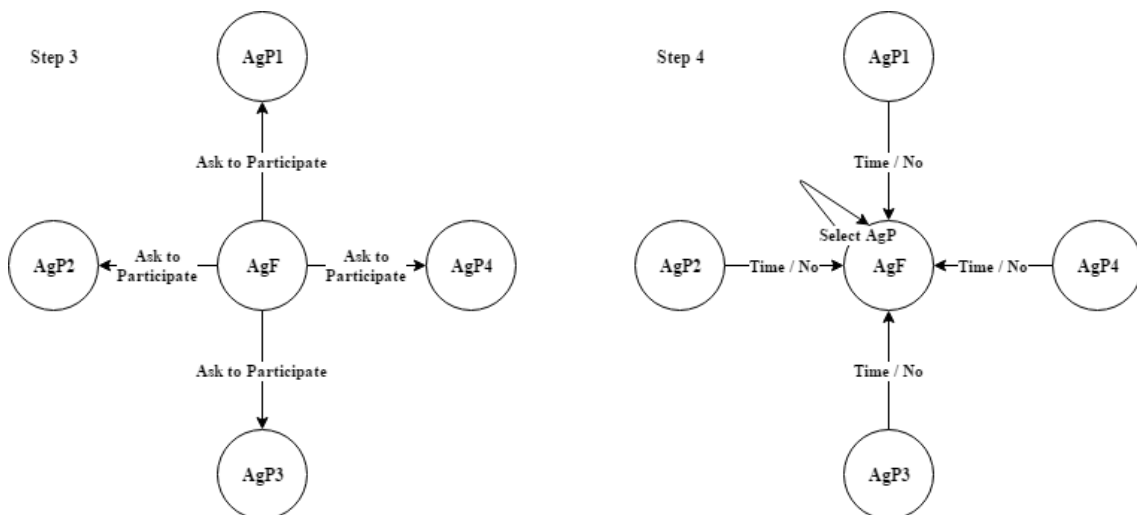 Step 3
AgP1
Ask to Participate
AgP2
Ask to
Participate
AgF
Ask to
Participate
AgP4
Ask to Participate
AgP3
Step 4
AgP1
Time / No
Select AgP
AgP2
Time / No
AgF
Time / No
AgP4
Time / No
AgP3